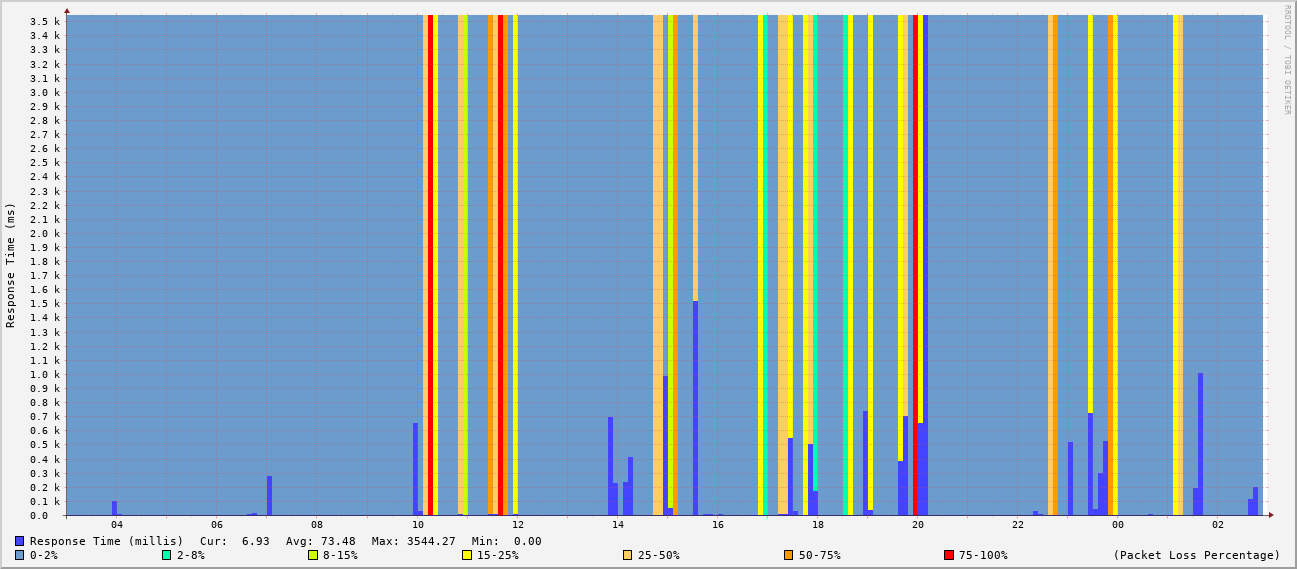 3.5 k
3.4 k
3.3 k
3.2 k
3.1 k
3.0 k
2.9 k
2.8 k
2.7 k
2.6 k
2.5 k
2.4 k
2.3 k
2.2 k
2.1 k
2.0 k
1.9 k
1.8 k
1.7 k
1.6 k
1.5 k
1.4 k
1.3 k
1.2 k
1.1 k
1.0 k
0.9 k
0.8 k
0.7 k
0.6 k
0.5 k
0.4 k
0.3 k
0.2 k
0.1 k
0.0
Response Time (ms)
RRDTOOL / TOBI OETIKER
04 06 08 10 12 14 16 18 20 22 00 02
Response Time (millis) Cur: 6.93 Avg: 73.48 Max: 3544.27 Min: 0.00
0-2% 2-8% 8-15% 15-25% 25-50% 50-75% 75-100% (Packet Loss Percentage)